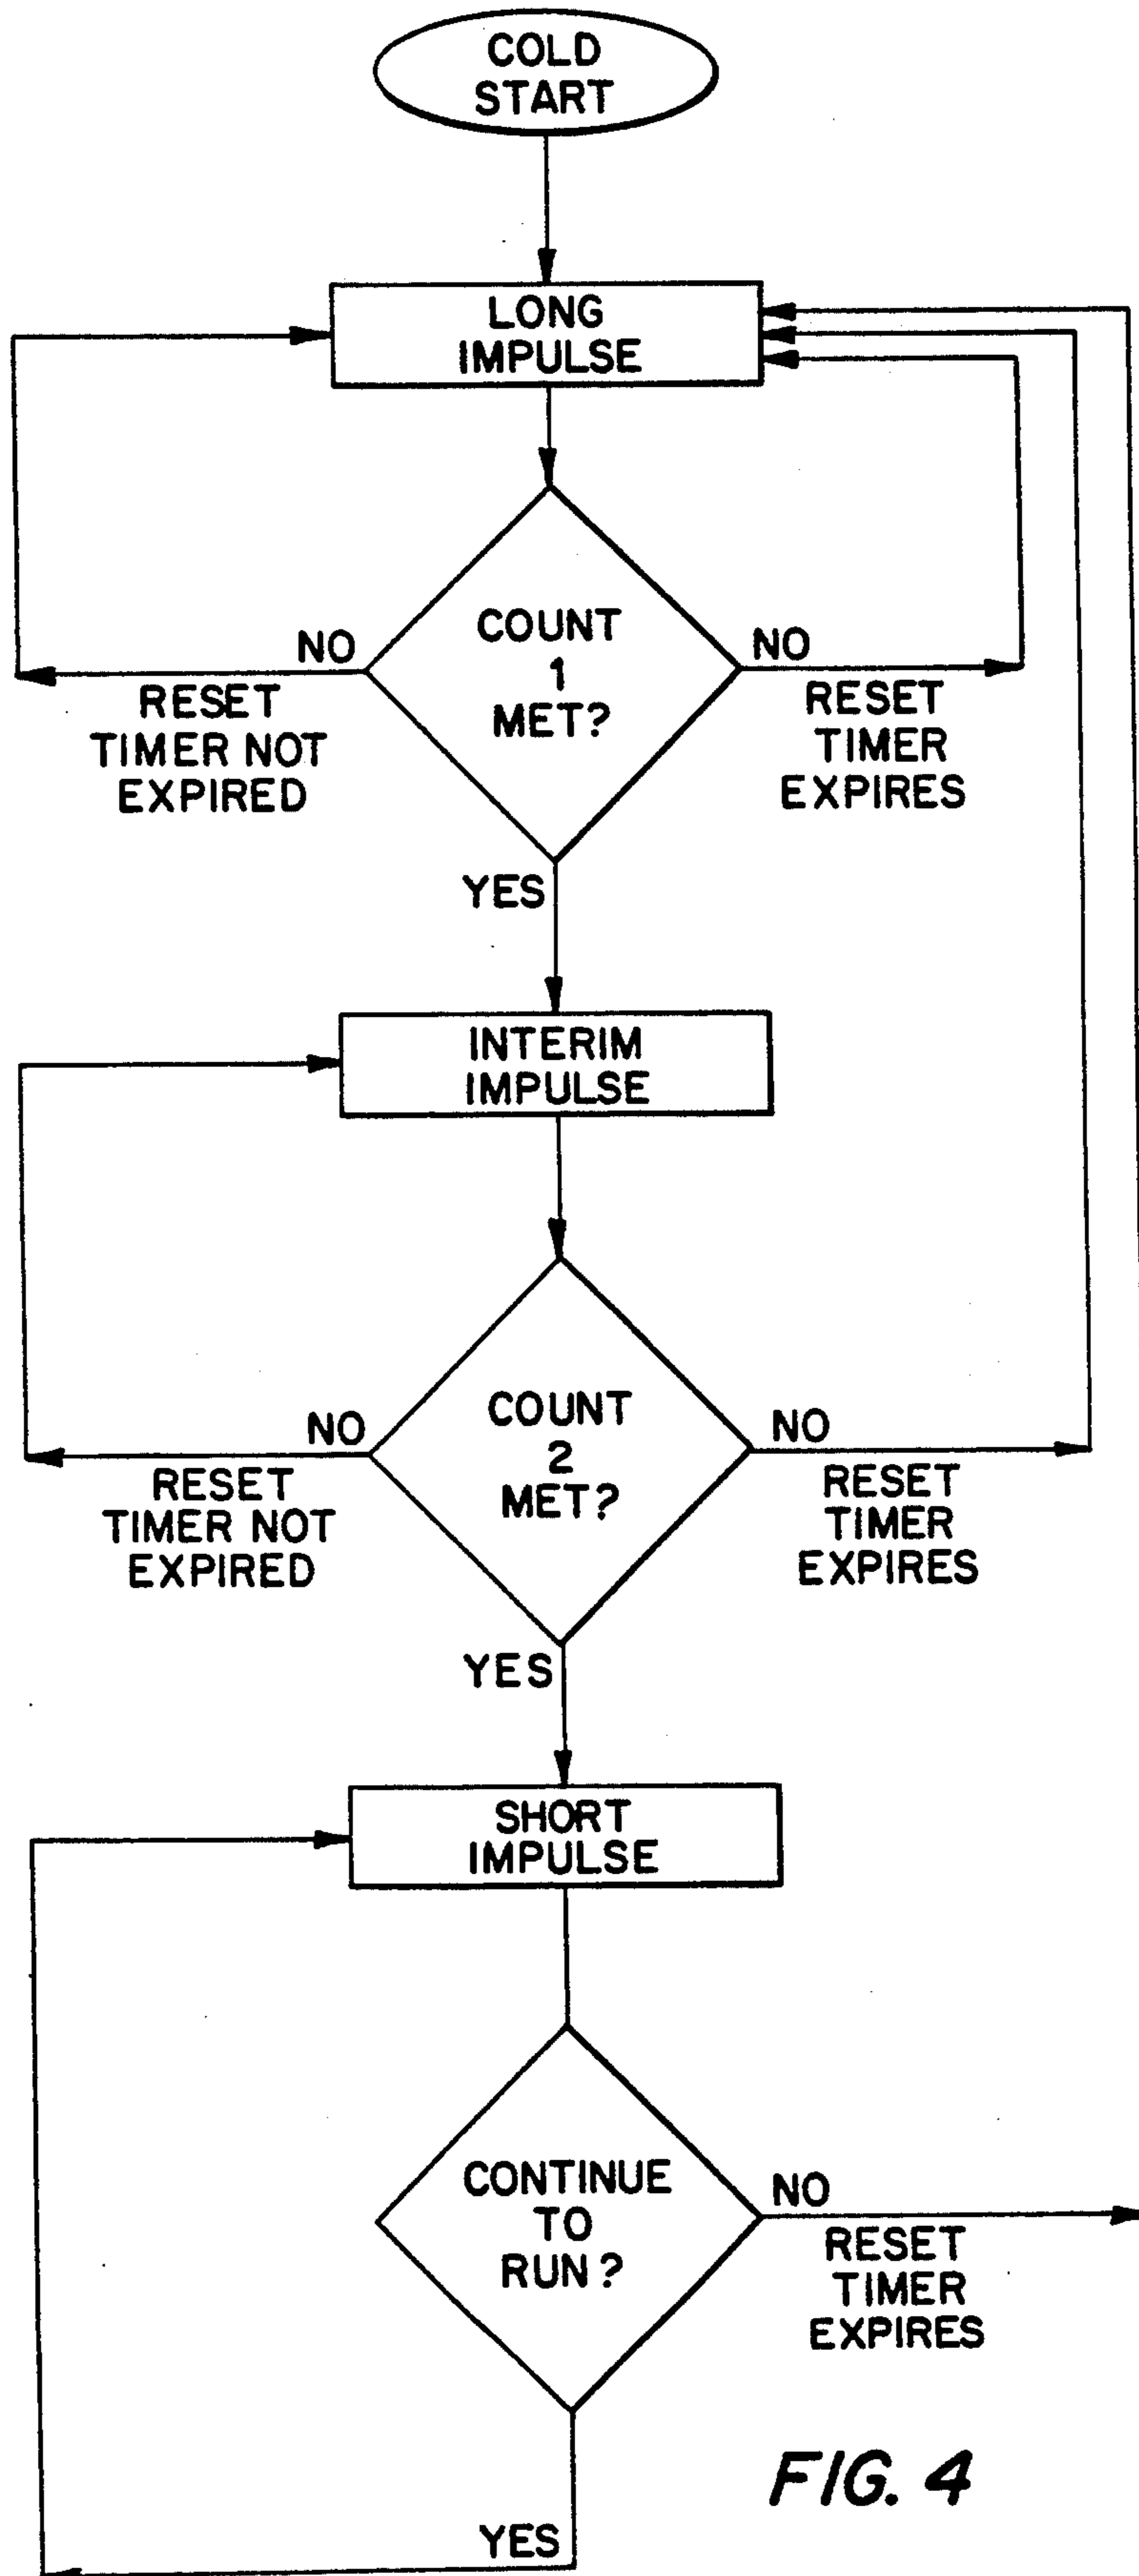 COLD
START
LONG
IMPULSE
COUNT
1
MET?
NO
RESET
TIMER NOT
EXPIRED
NO
RESET
TIMER
EXPIRES
YES
INTERIM
IMPULSE
COUNT
2
MET?
NO
RESET
TIMER NOT
EXPIRED
NO
RESET
TIMER
EXPIRES
YES
SHORT
IMPULSE
CONTINUE
TO
RUN?
NO
RESET
TIMER
EXPIRES
YES
FIG. 4